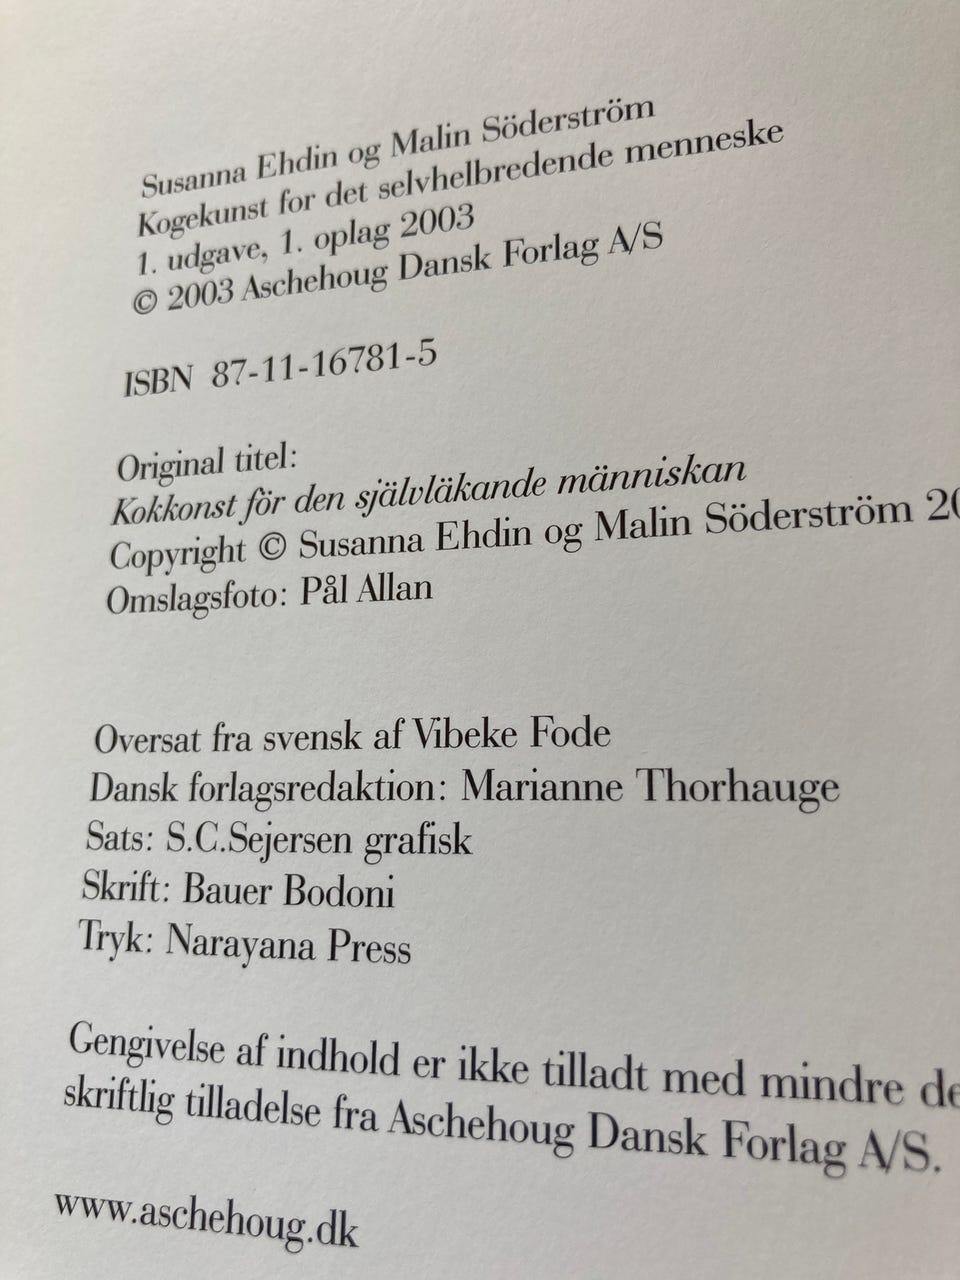 Susanna Ehdin og Malin Söderström
Kogekunst for det selvhelbredende menneske
1. udgave, 1. oplag 2003
© 2003 Aschehoug Dansk Forlag A/S
ISBN 87-11-16781-5
Original titel:
Kokkonst för den självläkande människan
Copyright © Susanna Ehdin og Malin Söderström
Omslagsfoto: Pål Allan
Oversat fra svensk af Vibeke Fode
Dansk forlagsredaktion: Marianne Thorhauge
Sats: S.C.Sejersen grafisk
Skrift: Bauer Bodoni
Tryk: Narayana Press
Gengivelse af indhold er ikke tilladt med mindre
skriftlig tilladelse fra Aschehoug Dansk Forlag A/S.
www.aschehoug.dk